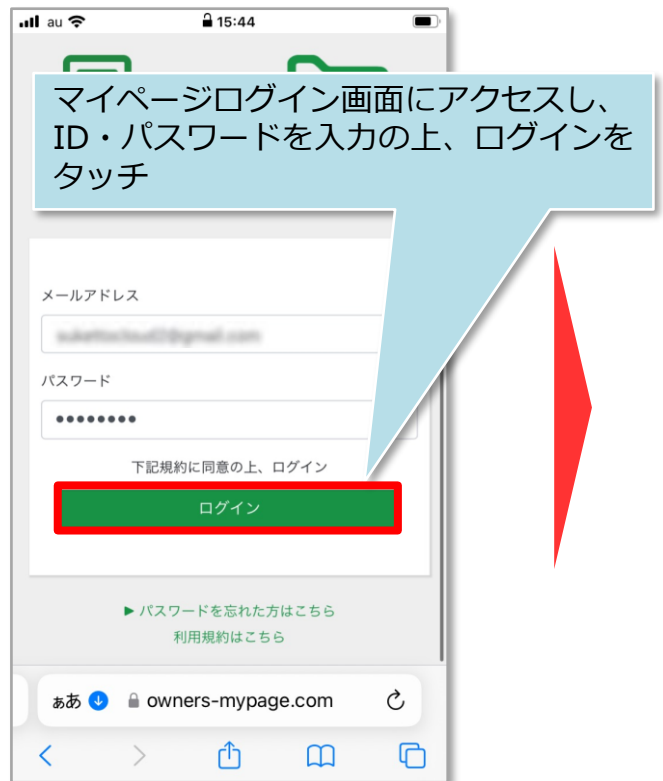 au 15:44
マイページログイン画面にアクセスし、
ID・パスワードを入力の上、ログインを
タッチ
メールアドレス
パスワード
下記規約に同意の上、ログイン
ログイン
▶ パスワードを忘れた方はこちら
利用規約はこちら
ぁあ owners-mypage.com